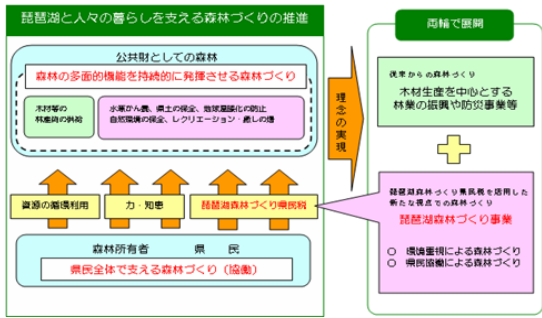 琵琶湖と人々の暮らしを支える森林づくりの推進
公共財としての森林
森林の多面的機能を持続的に発揮させる森林づくり
木材等の
林産物の供給
水源かん養、県土の保全、地球温暖化の防止
自然環境の保全、レクリエーション・癒しの場
資源の循環利用
力・知恵
琵琶湖森林づくり県民税
森林所有者 県 民
県民全体で支える森林づくり（協働）
理念の実現
両輪で展開
従来からの森林づくり
木材生産を中心とする
林業の振興や防災事業等
琵琶湖森林づくり県民税を活用した
新たな視点での森林づくり
琵琶湖森林づくり事業
○ 環境重視による森林づくり
○ 県民協働による森林づくり